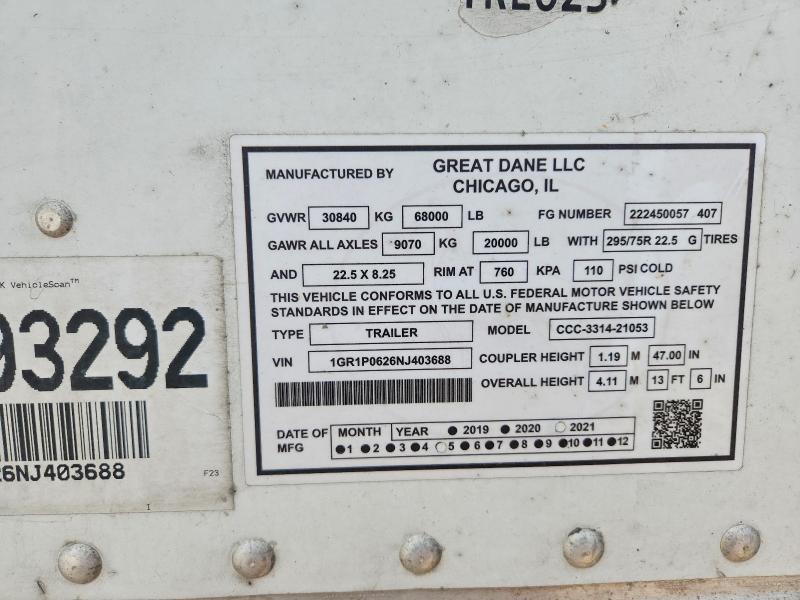 MANUFACTURED BY GREAT DANE LLC
CHICAGO, IL
GVWR 30840 KG 68000 LB FG NUMBER 222450057 407
GAWR ALL AXLES 9070 KG 20000 LB WITH 295/75R 22.5 G TIRES
AND 22.5 X 8.25 RIM AT 760 KPA 110 PSI COLD
THIS VEHICLE CONFORMS TO ALL U.S. FEDERAL MOTOR VEHICLE SAFETY
STANDARDS IN EFFECT ON THE DATE OF MANUFACTURE SHOWN BELOW
TYPE TRAILER MODEL CCC-3314-21053
VIN 1GR1P0626NJ403688 COUPLER HEIGHT 1.19 M 47.00 IN
OVERALL HEIGHT 4.11 M 13 FT 6 IN
DATE OF MFG
MONTH YEAR 2019 2020 2021
1 2 3 4 5 6 7 8 9 10 11 12
K VehicleScan™
93292
26NJ403688
F23
I